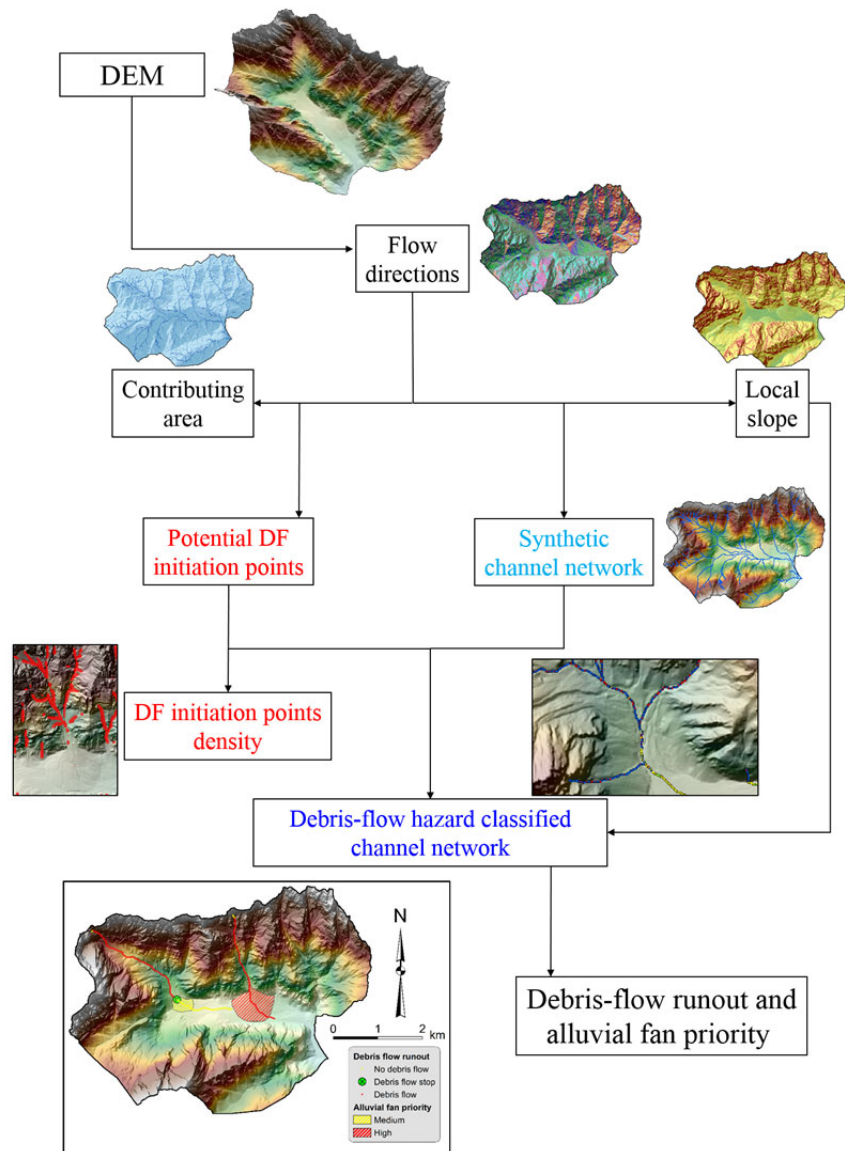 DEM
Flow
directions
Contributing
area
Local
slope
Potential DF
initiation points
Synthetic
channel network
DF initiation points
density
Debris-flow hazard classified
channel network
N
0 1 2
km
Debris flow runout
No debris flow
Debris flow stop
Debris flow
Alluvial fan priority
Medium
High
Debris-flow runout and
alluvial fan priority